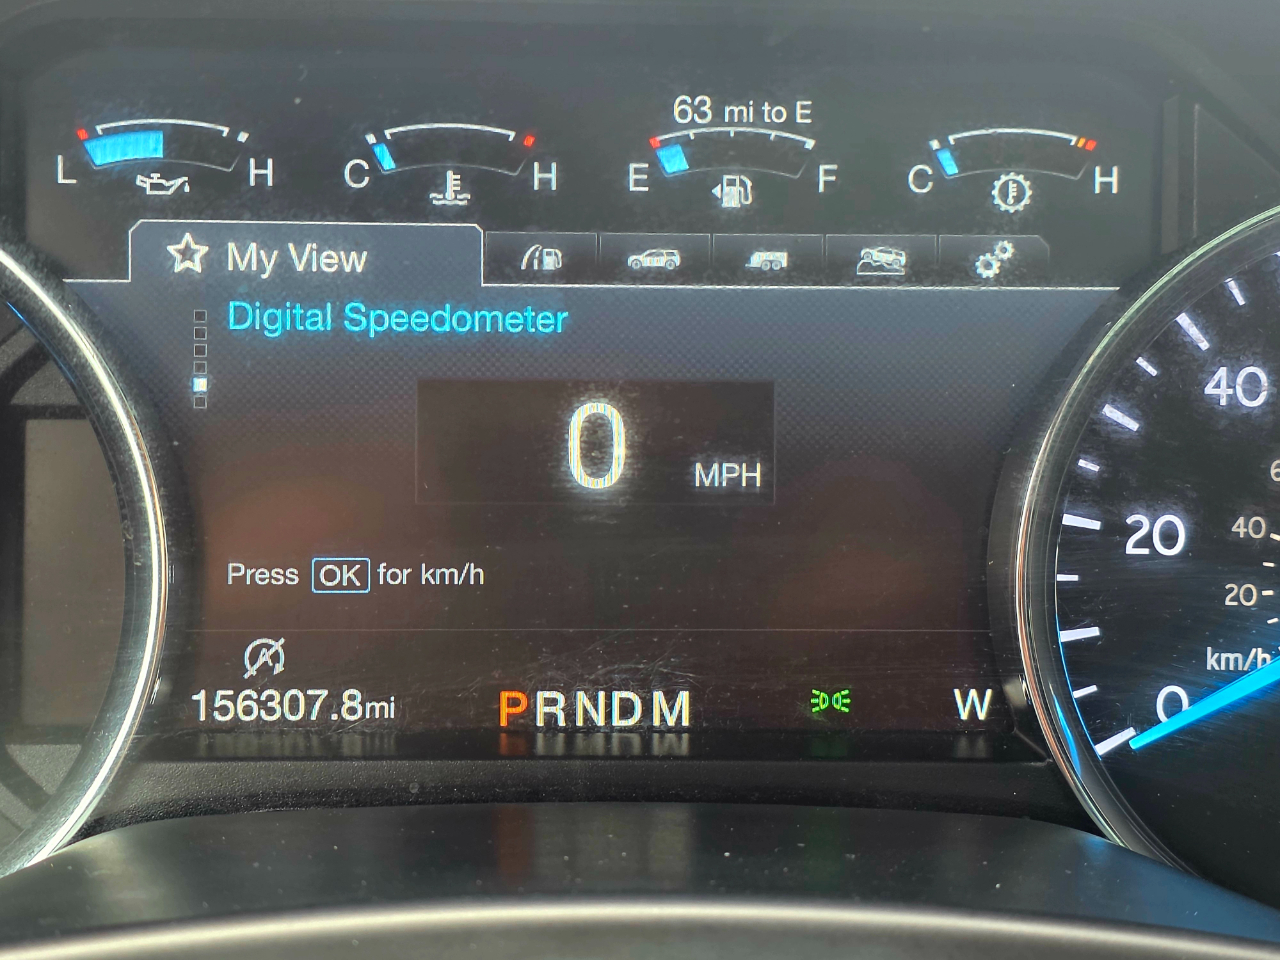 63 mi to E
L H C H E F C H
My View
Digital Speedometer
0 MPH
Press OK for km/h
156307.8mi PRNDM W
40
20
40
20
km/h
0